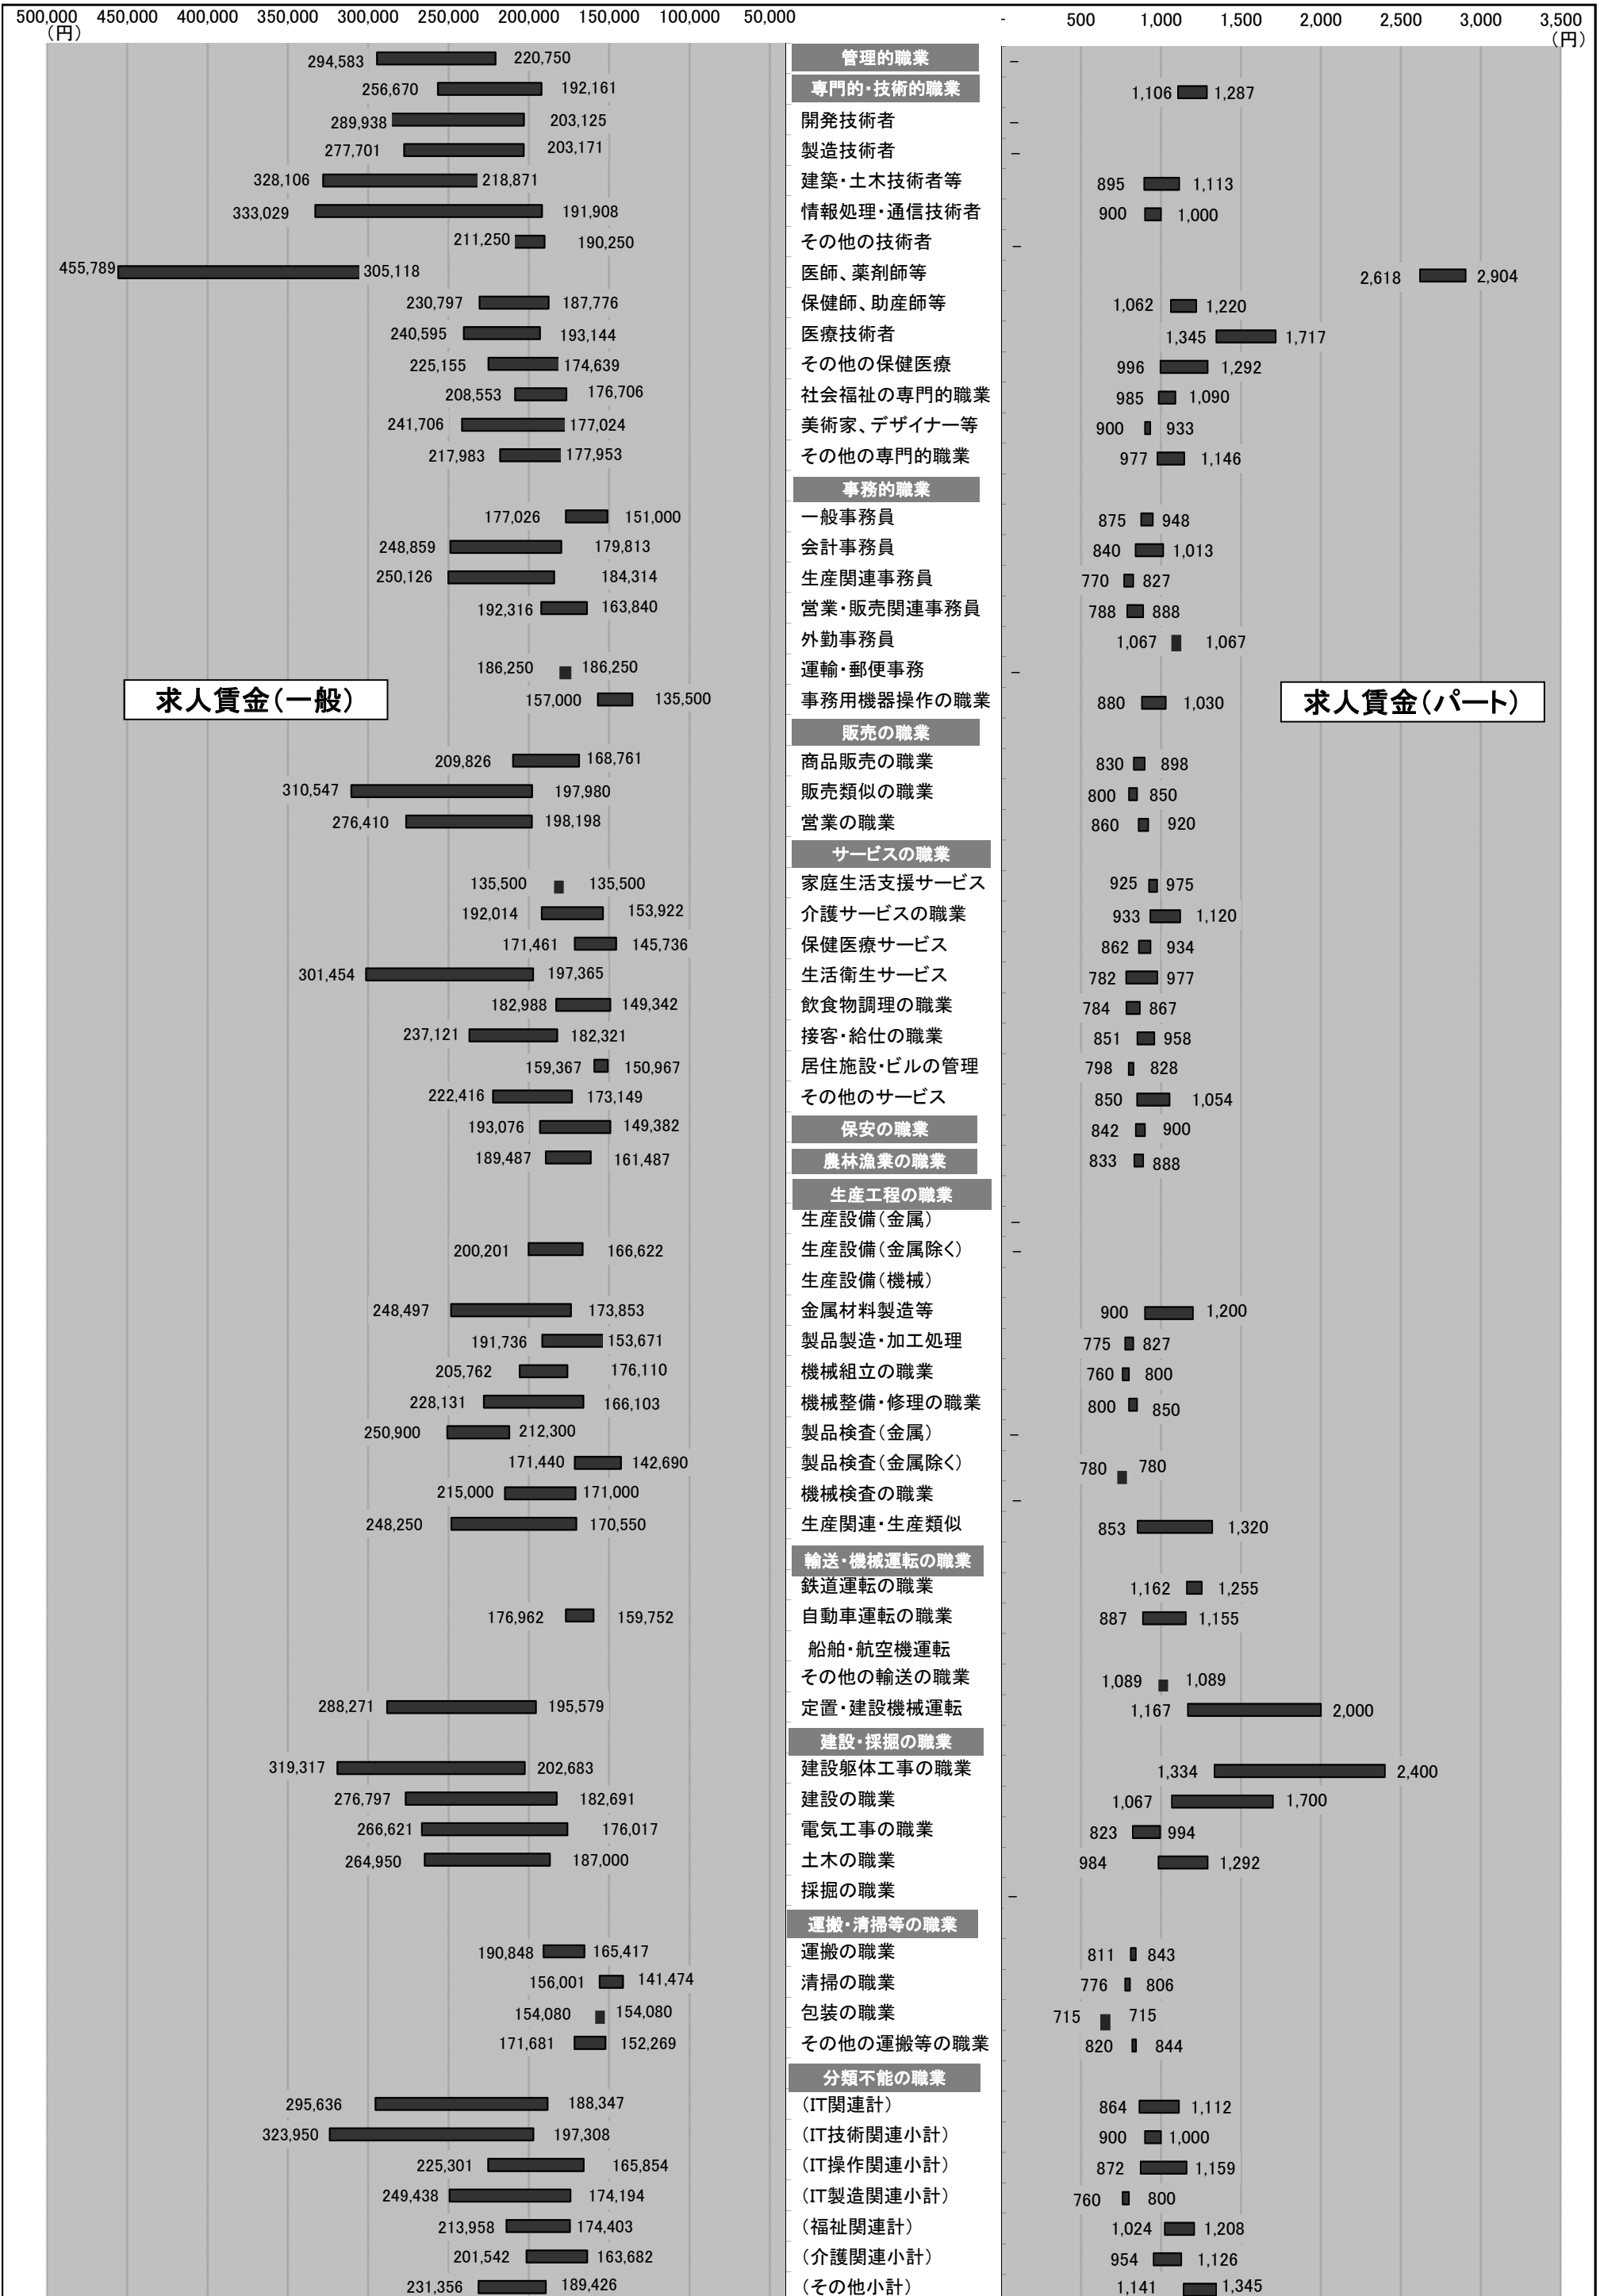 500,000 450,000 400,000 350,000 300,000 250,000 200,000 150,000 100,000 50,000 - 500 1,000 1,500 2,000 2,500 3,000 3,500
(円) (円)
294,583 220,750 管理的職業 –
256,670 192,161 専門的・技術的職業 1,106 1,287
289,938 203,125 開発技術者 –
277,701 203,171 製造技術者 –
328,106 218,871 建築・土木技術者等 895 1,113
333,029 191,908 情報処理・通信技術者 900 1,000
211,250 190,250 その他の技術者 –
455,789 305,118 医師、薬剤師等 2,618 2,904
230,797 187,776 保健師、助産師等 1,062 1,220
240,595 193,144 医療技術者 1,345 1,717
225,155 174,639 その他の保健医療 996 1,292
208,553 176,706 社会福祉の専門的職業 985 1,090
241,706 177,024 美術家、デザイナー等 900 933
217,983 177,953 その他の専門的職業 977 1,146
事務的職業
177,026 151,000 一般事務員 875 948
248,859 179,813 会計事務員 840 1,013
250,126 184,314 生産関連事務員 770 827
192,316 163,840 営業・販売関連事務員 788 888
外勤事務員 1,067 1,067
186,250 186,250 運輸・郵便事務 –
求人賃金(一般) 157,000 135,500 事務用機器操作の職業 880 1,030 求人賃金(パート)
販売の職業
209,826 168,761 商品販売の職業 830 898
310,547 197,980 販売類似の職業 800 850
276,410 198,198 営業の職業 860 920
サービスの職業
135,500 135,500 家庭生活支援サービス 925 975
192,014 153,922 介護サービスの職業 933 1,120
171,461 145,736 保健医療サービス 862 934
301,454 197,365 生活衛生サービス 782 977
182,988 149,342 飲食物調理の職業 784 867
237,121 182,321 接客・給仕の職業 851 958
159,367 150,967 居住施設・ビルの管理 798 828
222,416 173,149 その他のサービス 850 1,054
193,076 149,382 保安の職業 842 900
189,487 161,487 農林漁業の職業 833 888
生産工程の職業
生産設備(金属) –
200,201 166,622 生産設備(金属除く) –
生産設備(機械)
248,497 173,853 金属材料製造等 900 1,200
191,736 153,671 製品製造・加工処理 775 827
205,762 176,110 機械組立の職業 760 800
228,131 166,103 機械整備・修理の職業 800 850
250,900 212,300 製品検査(金属) –
171,440 142,690 製品検査(金属除く) 780 780
215,000 171,000 機械検査の職業 –
248,250 170,550 生産関連・生産類似 853 1,320
輸送・機械運転の職業
鉄道運転の職業 1,162 1,255
176,962 159,752 自動車運転の職業 887 1,155
船舶・航空機運転
その他の輸送の職業 1,089 1,089
288,271 195,579 定置・建設機械運転 1,167 2,000
建設・採掘の職業
319,317 202,683 建設躯体工事の職業 1,334 2,400
276,797 182,691 建設の職業 1,067 1,700
266,621 176,017 電気工事の職業 823 994
264,950 187,000 土木の職業 984 1,292
採掘の職業 –
運搬・清掃等の職業
190,848 165,417 運搬の職業 811 843
156,001 141,474 清掃の職業 776 806
154,080 154,080 包装の職業 715 715
171,681 152,269 その他の運搬等の職業 820 844
分類不能の職業
295,636 188,347 (IT関連計) 864 1,112
323,950 197,308 (IT技術関連小計) 900 1,000
225,301 165,854 (IT操作関連小計) 872 1,159
249,438 174,194 (IT製造関連小計) 760 800
213,958 174,403 (福祉関連計) 1,024 1,208
201,542 163,682 (介護関連小計) 954 1,126
231,356 189,426 (その他小計) 1,141 1,345